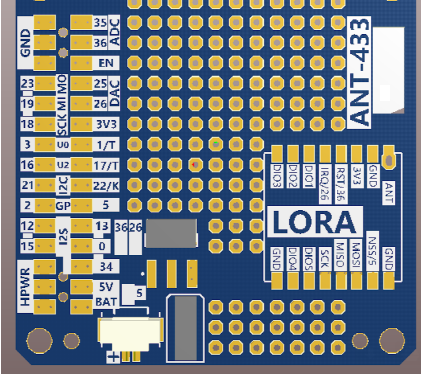 GND 35 ADC
36
EN
23 MI MO 25 DAC
19 26
18 SCK 3V3
3 U0 1/T
16 U2 17/T
21 I2C 22/K
2 GP 5
12 I2S 13 36 26
15 0
34
HPWR 5V 5
BAT
+
ANT-433
DIO3 DIO2 DIO1 IRQ/26 RST/36 3V3 GND ANT
LORA
GND DIO4 DIO5 SCK MISO MOSI NSS/5 GND